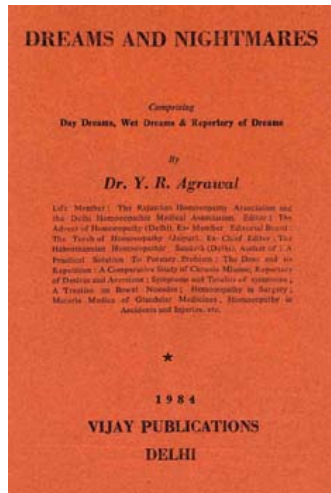 DREAMS AND NIGHTMARES
Comprising
Day Dreams, Wet Dreams & Repertory of Dreams
By
Dr. Y. R. Agrawal
Life Member : The Rajasthan Homoeopathy Association and
the Delhi Homoeopathic Medical Association, Editor : The
Advent of Homoeopathy (Delhi), Ex- Member Editorial Board :
The Torch of Homoeopathy (Jaipur), Ex- Chief Editor : The
Hahnemannian Homoeopathic (Delhi), Author of : A
Practical Solution To Potency Problem : The Dose and its
Repetition : A Comparative Study of Chronic Miasms, Repertory
of Desires and Aversions ; Symptoms and of symptoms ,
A Treatise on Bowel Nosodes ; Homoeopathy in Surgery ;
Materia Medica of Glandular Medicines , Homoeopathy in
Accidents and Injuries, etc.
1984
VIJAY PUBLICATIONS
DELHI